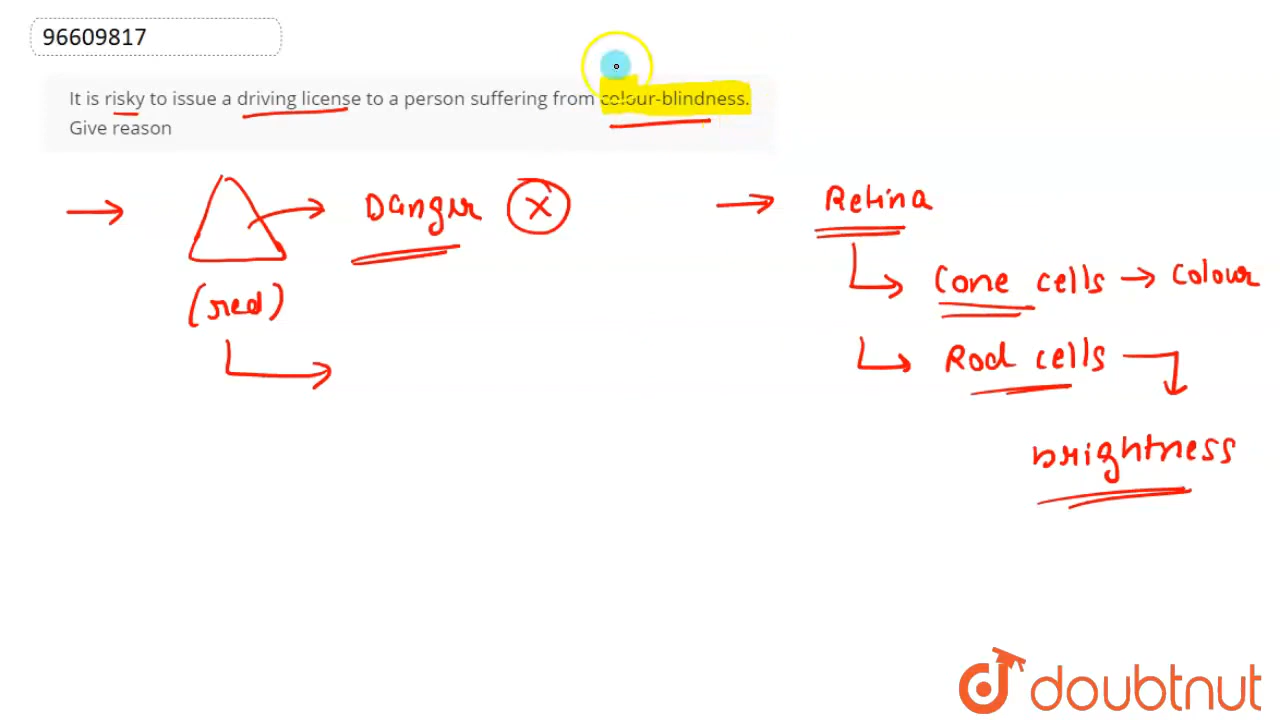 96609817
It is risky to issue a driving license to a person suffering from colour-blindness.
Give reason
Danger X
(red)
Retina
Cone cells → Colour
Rod cells
brightness
doubtnut